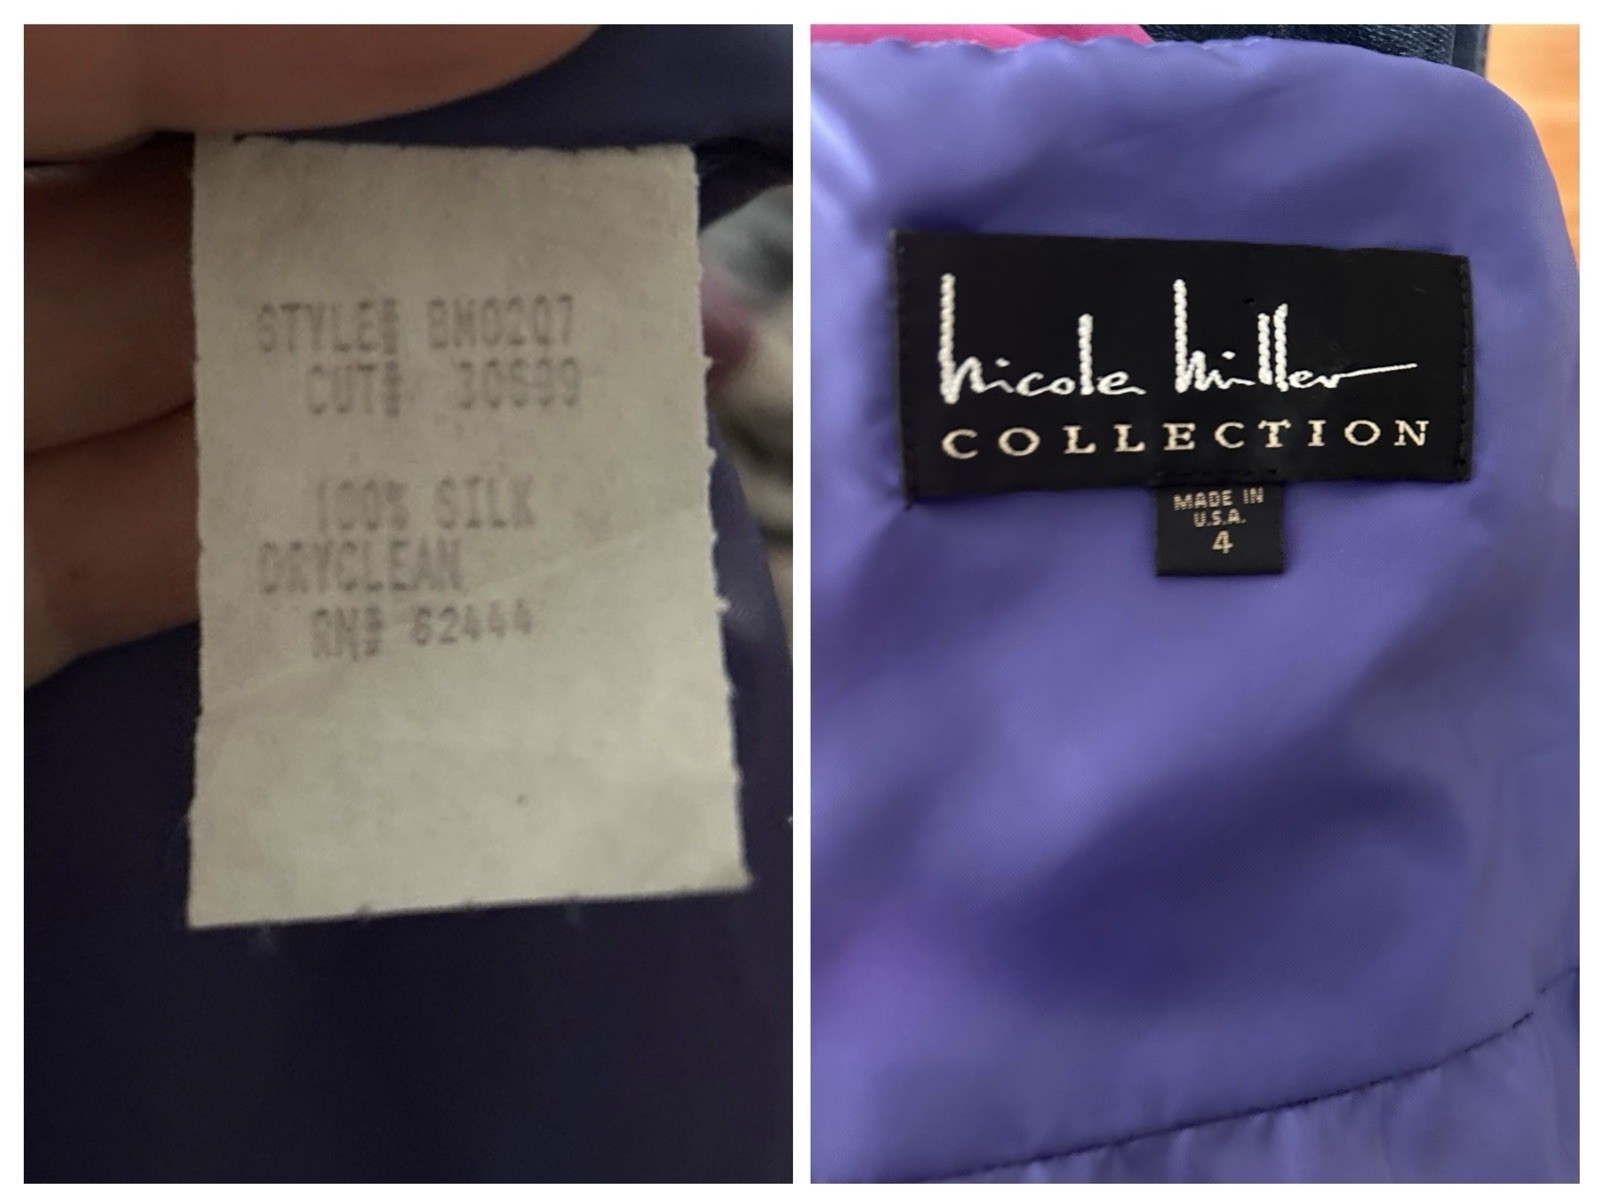 STYLE# BM0207
CUT# 30699
100% SILK
DRYCLEAN
RN# 62444
nicole miller
COLLECTION
MADE IN
U.S.A.
4